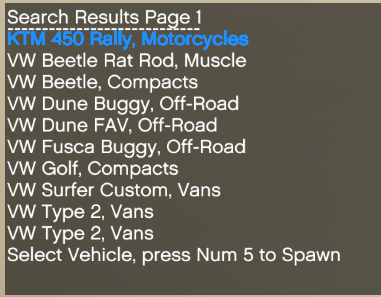 Search Results Page 1
KTM 450 Rally, Motorcycles
VW Beetle Rat Rod, Muscle
VW Beetle, Compacts
VW Dune Buggy, Off-Road
VW Dune FAV, Off-Road
VW Fusca Buggy, Off-Road
VW Golf, Compacts
VW Surfer Custom, Vans
VW Type 2, Vans
VW Type 2, Vans
Select Vehicle, press Num 5 to Spawn